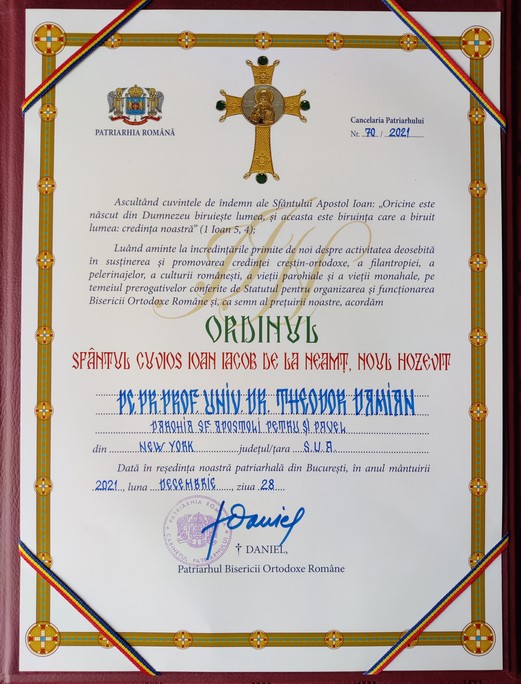 PATRIARHIA ROMÂNĂ
Cancelaria Patriarhului
Nr. 70 / 2021
Ascultând cuvintele de îndemn ale Sfântului Apostol Ioan: „Oricine este
născut din Dumnezeu biruiește lumea, și aceasta este biruința care a biruit
lumea: credința noastră” (1 Ioan 5, 4);
Luând aminte la încredințările primite de noi despre activitatea deosebită
în susținerea și promovarea credinței creștin-ortodoxe, a filantropiei, a
pelerinajelor, a culturii românești, a vieții parohiale și a vieții monahale, pe
temeiul prerogativelor conferite de Statutul pentru organizarea și funcționarea
Bisericii Ortodoxe Române și, ca semn al prețuirii noastre, acordăm
ORDINUL
SFÂNTUL CUVIOS IOAN IACOB DE LA NEAMȚ, NOUL HOZEVIT
PC. PR. PROF. UNIV. DR. THEODOR DAMIAN
PAROHIA SF. APOSTOLI PETRU ȘI PAVEL
din NEW YORK județul/țara S.U.A.
Dată în reședința noastră patriarhală din București, în anul mântuirii
2021, luna DECEMBRIE, ziua 28
PATRIARHIA ROMÂNĂ
† Daniel
† DANIEL,
Patriarhul Bisericii Ortodoxe Române